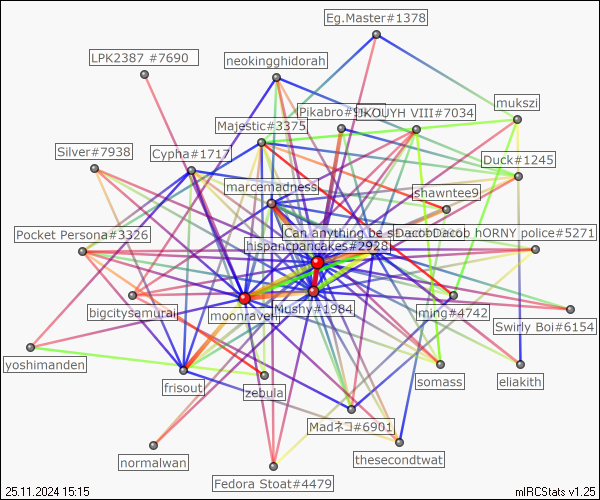 Eg.Master#1378
LPK2387 #7690
neokingghidorah
mukszi
Pikabro#
JKOUYH VIII#7034
Majestic#3375
Silver#7938
Cypha#1717
Duck#1245
marcemadness
shawntee9
Pocket Persona#3326
Can anything be s
DacobDacob hORNY police#5271
hispancpancakes#2928
bigcitysamurai
moonraven
Mushy#1984
ming#4742
Swirly Boi#6154
yoshimanden
frisout
zebula
somass
eliakith
Madネコ#6901
normalwan
thesecondtwat
Fedora Stoat#4479
25.11.2024 15:15
mIRCStats v1.25